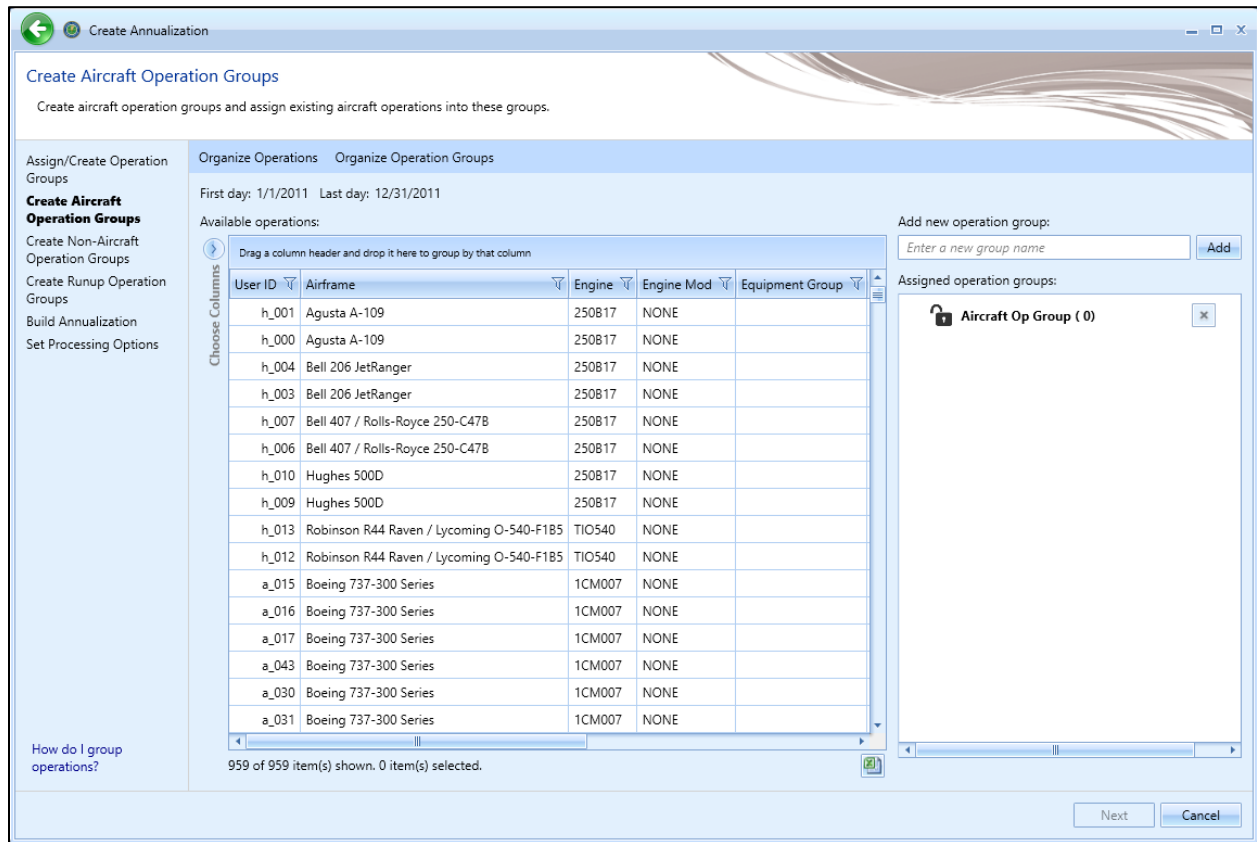 Create Annualization
Create Aircraft Operation Groups
Create aircraft operation groups and assign existing aircraft operations into these groups.
Assign/Create Operation
Groups
Create Aircraft
Operation Groups
Create Non-Aircraft
Operation Groups
Create Runup Operation
Groups
Build Annualization
Set Processing Options
How do I group
operations?
Organize Operations Organize Operation Groups
First day: 1/1/2011 Last day: 12/31/2011
Available operations:
Choose Columns
Drag a column header and drop it here to group by that column
User ID Airframe Engine Engine Mod Equipment Group
h_001 Agusta A-109 250B17 NONE
h_000 Agusta A-109 250B17 NONE
h_004 Bell 206 JetRanger 250B17 NONE
h_003 Bell 206 JetRanger 250B17 NONE
h_007 Bell 407 / Rolls-Royce 250-C47B 250B17 NONE
h_006 Bell 407 / Rolls-Royce 250-C47B 250B17 NONE
h_010 Hughes 500D 250B17 NONE
h_009 Hughes 500D 250B17 NONE
h_013 Robinson R44 Raven / Lycoming O-540-F1B5 TIO540 NONE
h_012 Robinson R44 Raven / Lycoming O-540-F1B5 TIO540 NONE
a_015 Boeing 737-300 Series 1CM007 NONE
a_016 Boeing 737-300 Series 1CM007 NONE
a_017 Boeing 737-300 Series 1CM007 NONE
a_043 Boeing 737-300 Series 1CM007 NONE
a_030 Boeing 737-300 Series 1CM007 NONE
a_031 Boeing 737-300 Series 1CM007 NONE
959 of 959 item(s) shown. 0 item(s) selected.
Add new operation group:
Enter a new group name Add
Assigned operation groups:
Aircraft Op Group ( 0)
Next Cancel